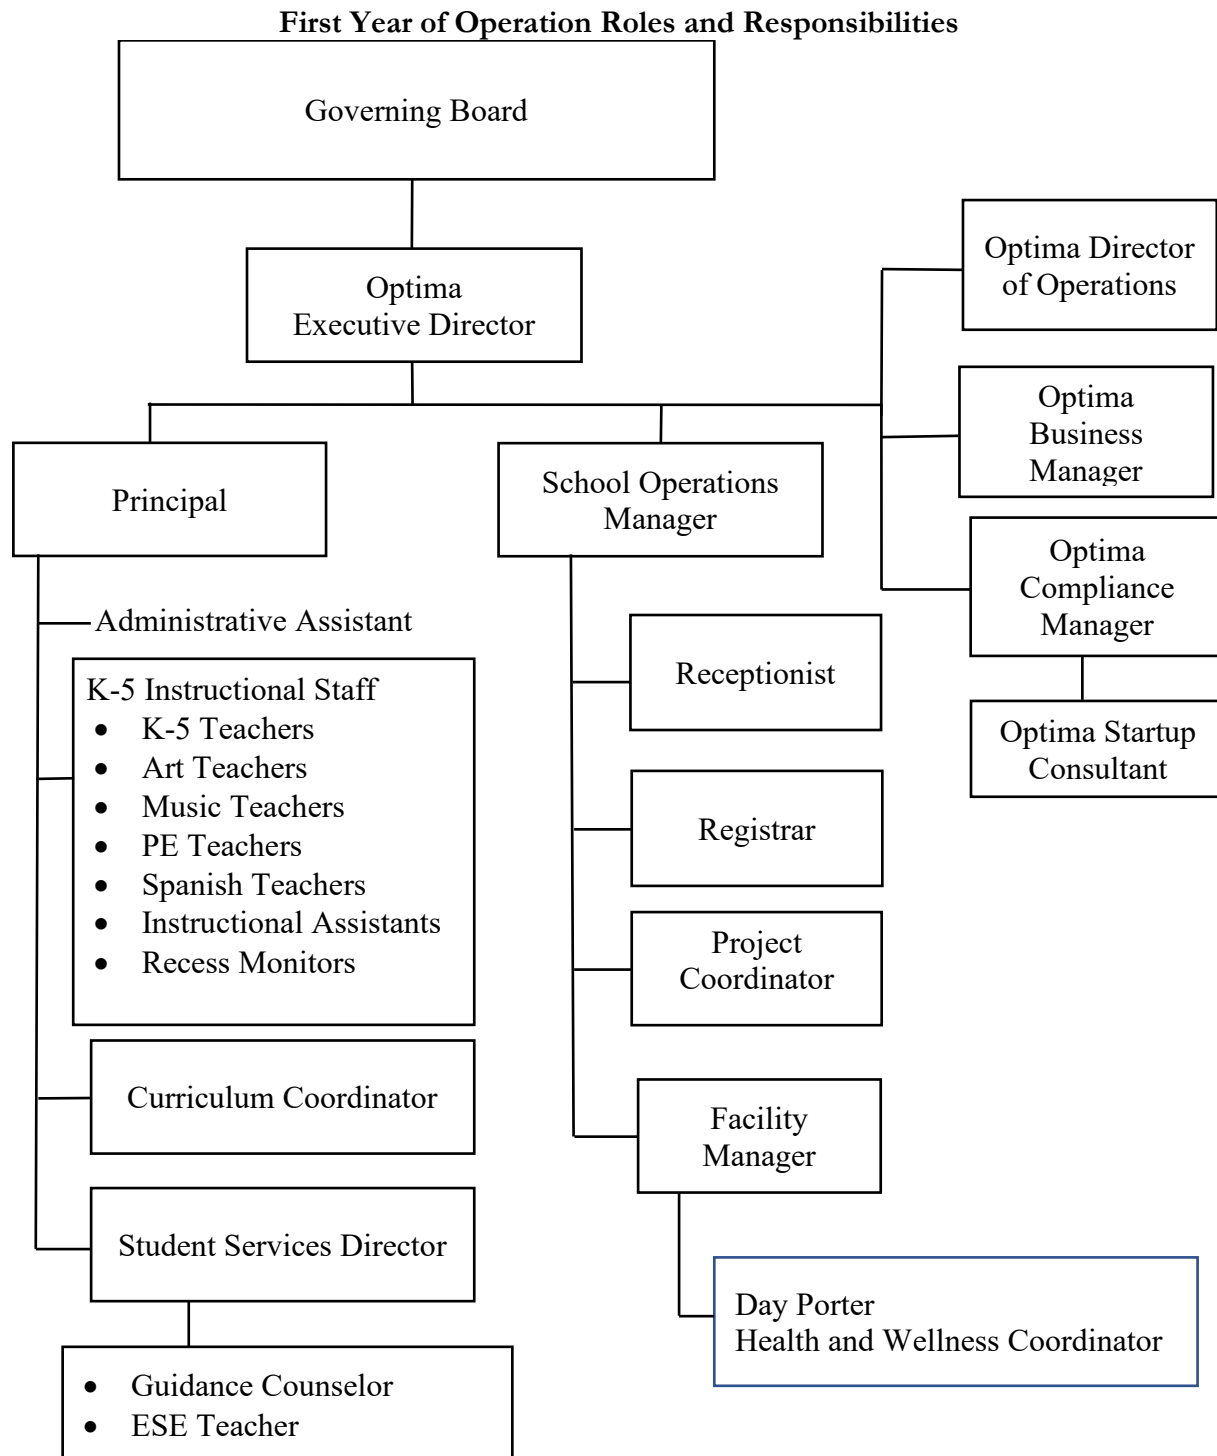 First Year of Operation Roles and Responsibilities
Governing Board
Optima
Executive Director
Optima Director
of Operations
Optima
Business
Manager
Optima
Compliance
Manager
Optima Startup
Consultant
Principal
Administrative Assistant
K-5 Instructional Staff
• K-5 Teachers
• Art Teachers
• Music Teachers
• PE Teachers
• Spanish Teachers
• Instructional Assistants
• Recess Monitors
Curriculum Coordinator
Student Services Director
• Guidance Counselor
• ESE Teacher
School Operations
Manager
Receptionist
Registrar
Project
Coordinator
Facility
Manager
Day Porter
Health and Wellness Coordinator